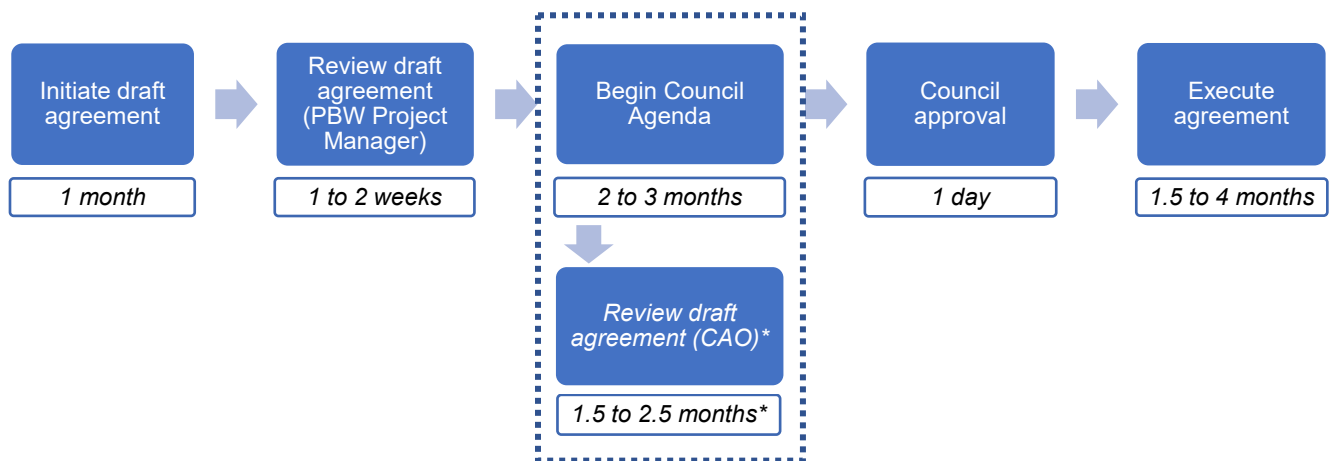 Initiate draft
agreement
1 month
Review draft
agreement
(PBW Project
Manager)
1 to 2 weeks
Begin Council
Agenda
2 to 3 months
Review draft
agreement (CAO)*
1.5 to 2.5 months*
Council
approval
1 day
Execute
agreement
1.5 to 4 months